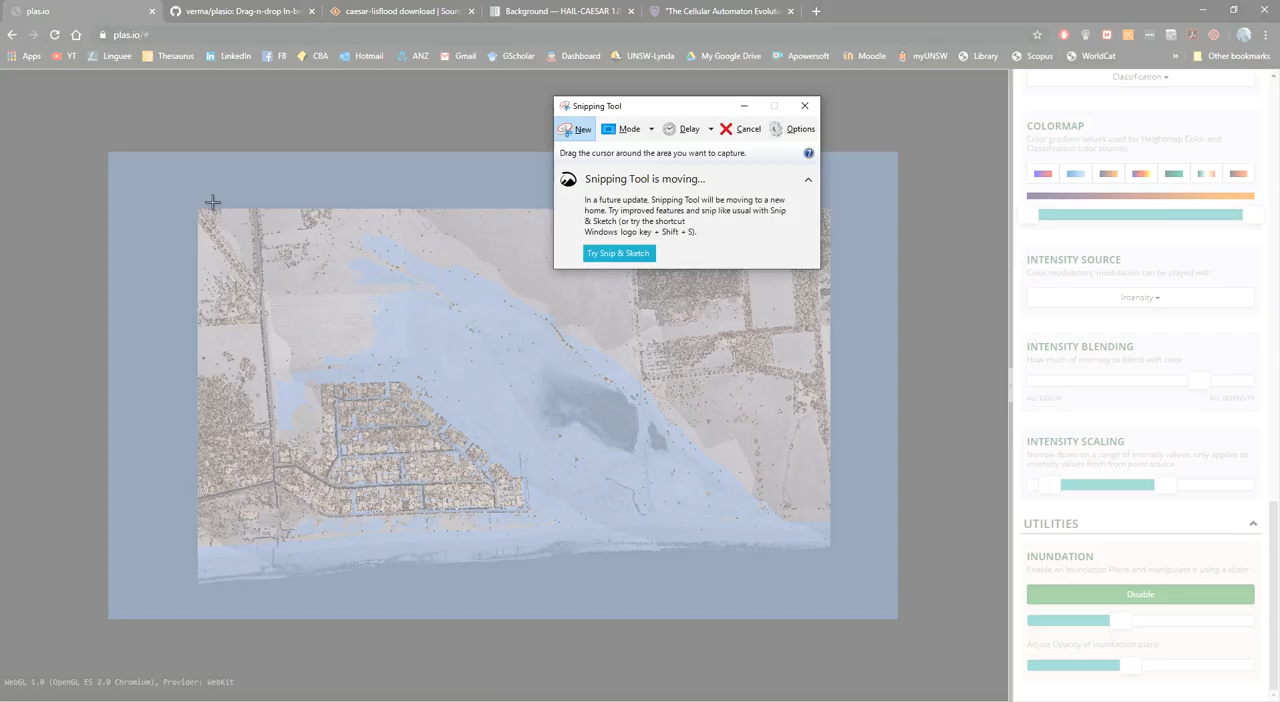 plas.io
verma/plasio: Drag-n-drop In-br
caesar-lisflood download | Sourc
Background — HAIL-CAESAR 1.0
"The Cellular Automaton Evoluti
plas.io/#
Apps
YT
Linguee
Thesaurus
LinkedIn
FB
CBA
Hotmail
ANZ
Gmail
GScholar
Dashboard
UNSW-Lynda
My Google Drive
Apowersoft
Moodle
myUNSW
Library
Scopus
WorldCat
»
Other bookmarks
Snipping Tool
New
Mode
Delay
Cancel
Options
Drag the cursor around the area you want to capture.
Snipping Tool is moving...
In a future update, Snipping Tool will be moving to a new
home. Try improved features and snip like usual with Snip
& Sketch (or try the shortcut
Windows logo key + Shift + S).
Try Snip & Sketch
Classification
COLORMAP
Color gradient values used for Heightmap Color and
Classification color sources
INTENSITY SOURCE
Color modulators; modulation can be played with
Intensity
INTENSITY BLENDING
How much of intensity to blend with color
ALL COLOR
ALL INTENSITY
INTENSITY SCALING
Narrow down on a range of intensity values, only applies to
intensity values fetch from point source
UTILITIES
INUNDATION
Enable an Inundation Plane and manipulate it using a slider
Disable
Adjust Opacity of Inundation plane
WebGL 1.0 (OpenGL ES 2.0 Chromium), Provider: WebKit